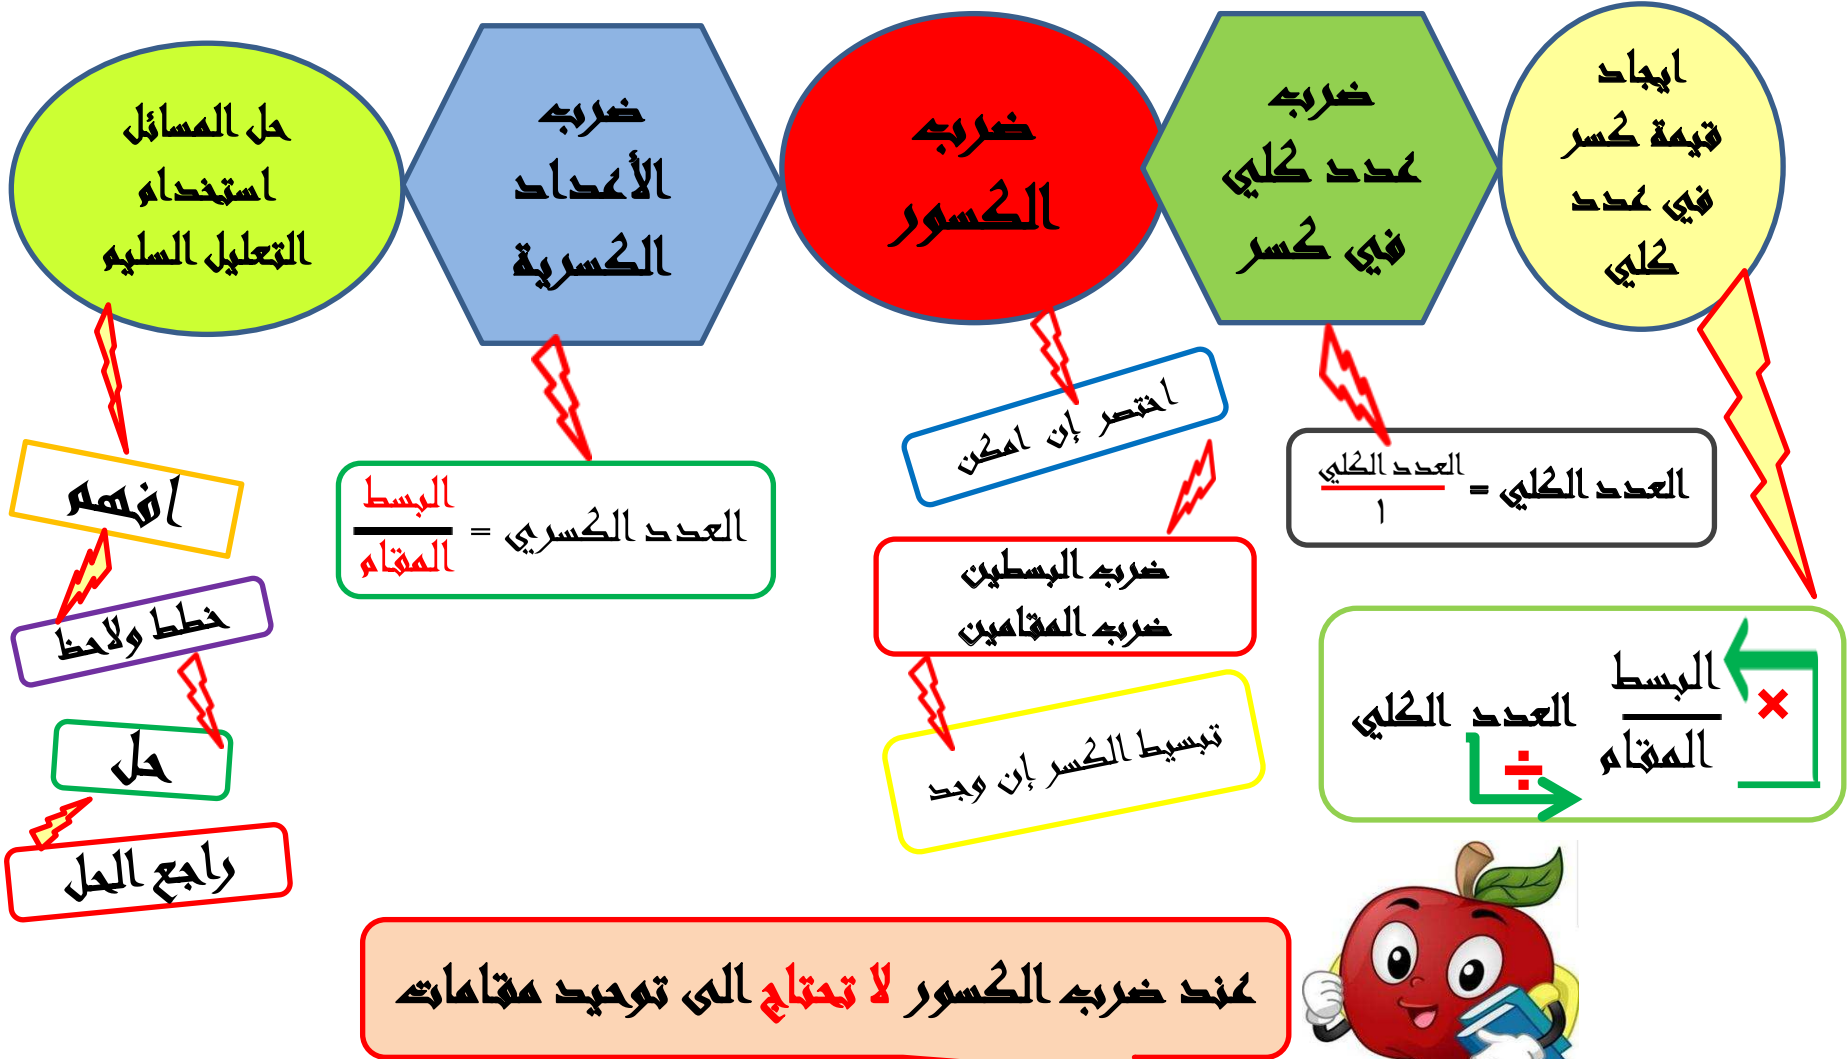 ايجاد
قيمة كسر
في عدد
كلي
ضرب
عدد كلي
في كسر
ضرب
الكسور
ضرب
الأعداد
الكسرية
حل المسائل
استخدام
التعليل السليم
البسط
العدد الكلي
المقام
×
÷
العدد الكلي = العدد الكلي
١
اختصر إن امكن
ضرب البسطين
ضرب المقامين
تبسيط الكسر إن وجد
العدد الكسري = البسط
المقام
افهم
خطط ولاحظ
حل
راجع الحل
عند ضرب الكسور لا تحتاج الى توحيد مقامات